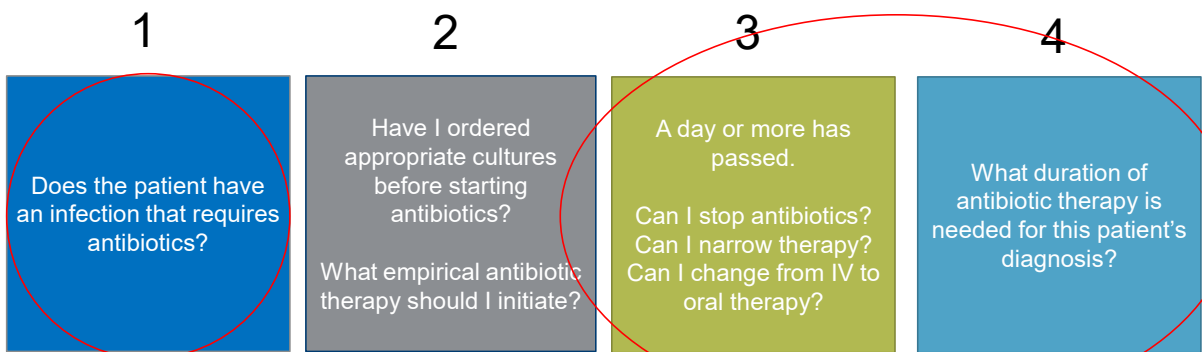 1
Does the patient have
an infection that requires
antibiotics?
2
Have I ordered
appropriate cultures
before starting
antibiotics?
What empirical antibiotic
therapy should I initiate?
3
A day or more has
passed.
Can I stop antibiotics?
Can I narrow therapy?
Can I change from IV to
oral therapy?
4
What duration of
antibiotic therapy is
needed for this patient’s
diagnosis?